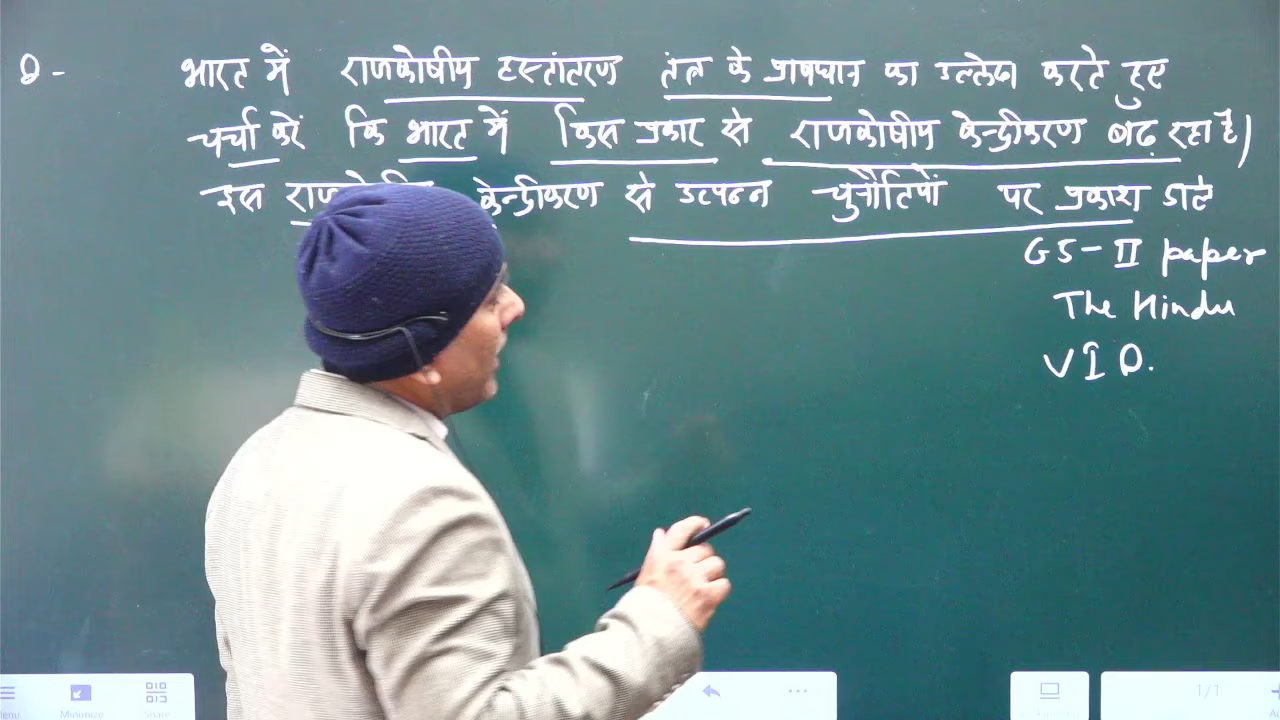 Q - भारत में राजकोषीय हस्तांतरण तंत्र के प्रावधान का उल्लेख करते हुए
चर्चा करें कि भारत में किस प्रकार से राजकोषीय केन्द्रीकरण बढ़ रहा है।
इस केन्द्रीकरण से उत्पन्न चुनौतियों पर प्रकाश डालें
GS-II paper
The Hindu
Minimize
Share
1/1